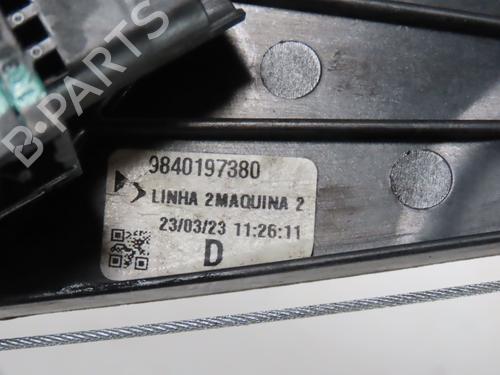 B-PARTS
9840197380
LINHA 2MAQUINA 2
23/03/23 11:26:11
D